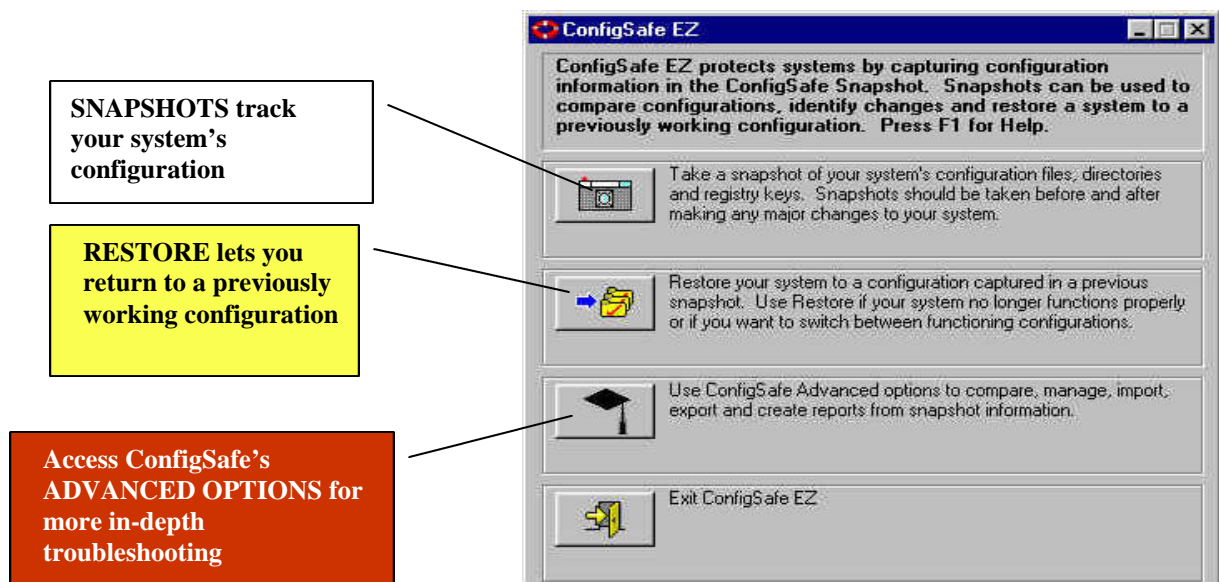 ConfigSafe EZ
ConfigSafe EZ protects systems by capturing configuration
information in the ConfigSafe Snapshot. Snapshots can be used to
compare configurations, identify changes and restore a system to a
previously working configuration. Press F1 for Help.
SNAPSHOTS track
your system's
configuration
Take a snapshot of your system's configuration files, directories
and registry keys. Snapshots should be taken before and after
making any major changes to your system.
RESTORE lets you
return to a previously
working configuration
Restore your system to a configuration captured in a previous
snapshot. Use Restore if your system no longer functions properly
or if you want to switch between functioning configurations.
Access ConfigSafe's
ADVANCED OPTIONS for
more in-depth
troubleshooting
Use ConfigSafe Advanced options to compare, manage, import,
export and create reports from snapshot information.
Exit ConfigSafe EZ